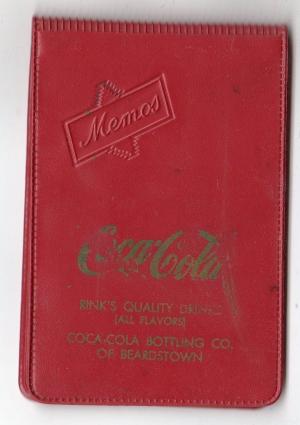 Memos
Coca-Cola
RINK'S QUALITY DRINKS
(ALL FLAVORS)
COCA-COLA BOTTLING CO.
OF BEARDSTOWN